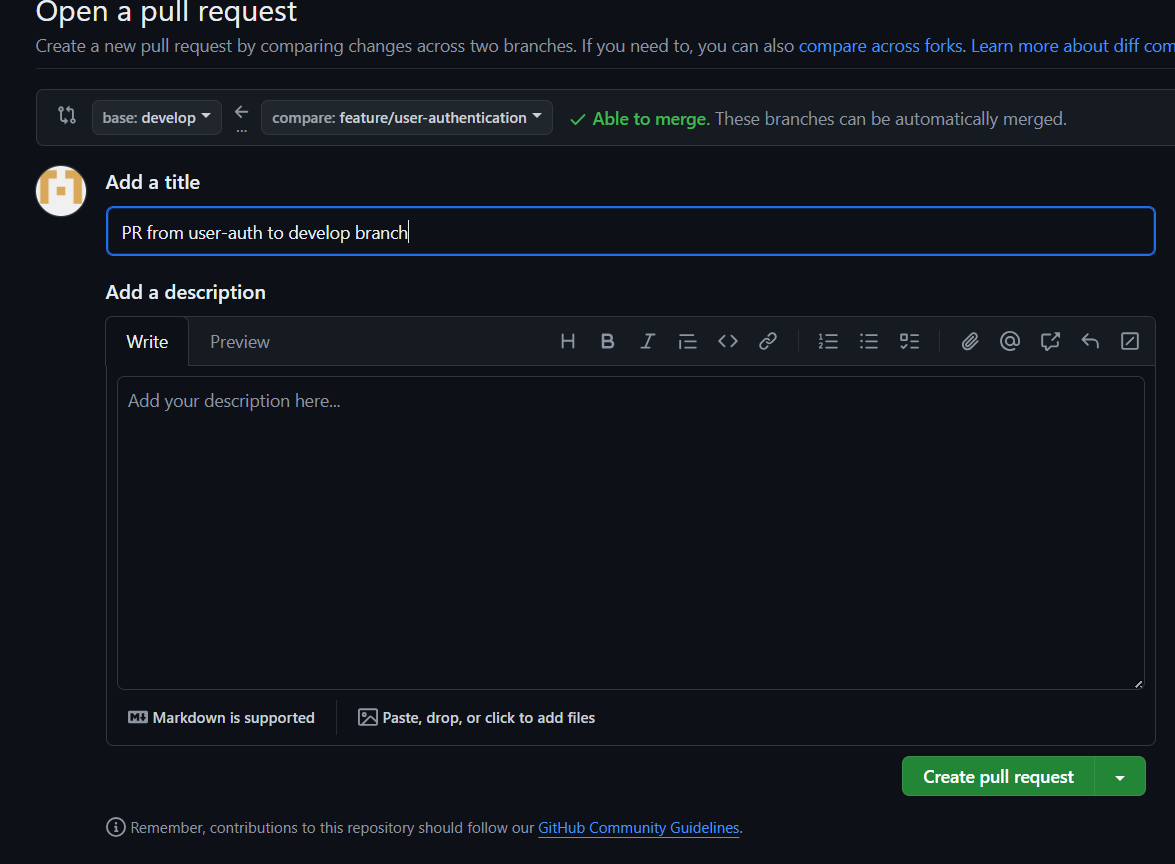 Open a pull request
Create a new pull request by comparing changes across two branches. If you need to, you can also compare across forks. Learn more about diff com
base: develop
compare: feature/user-authentication
Able to merge. These branches can be automatically merged.
Add a title
PR from user-auth to develop branch
Add a description
Write
Preview
Add your description here...
Markdown is supported
Paste, drop, or click to add files
Create pull request
Remember, contributions to this repository should follow our GitHub Community Guidelines.